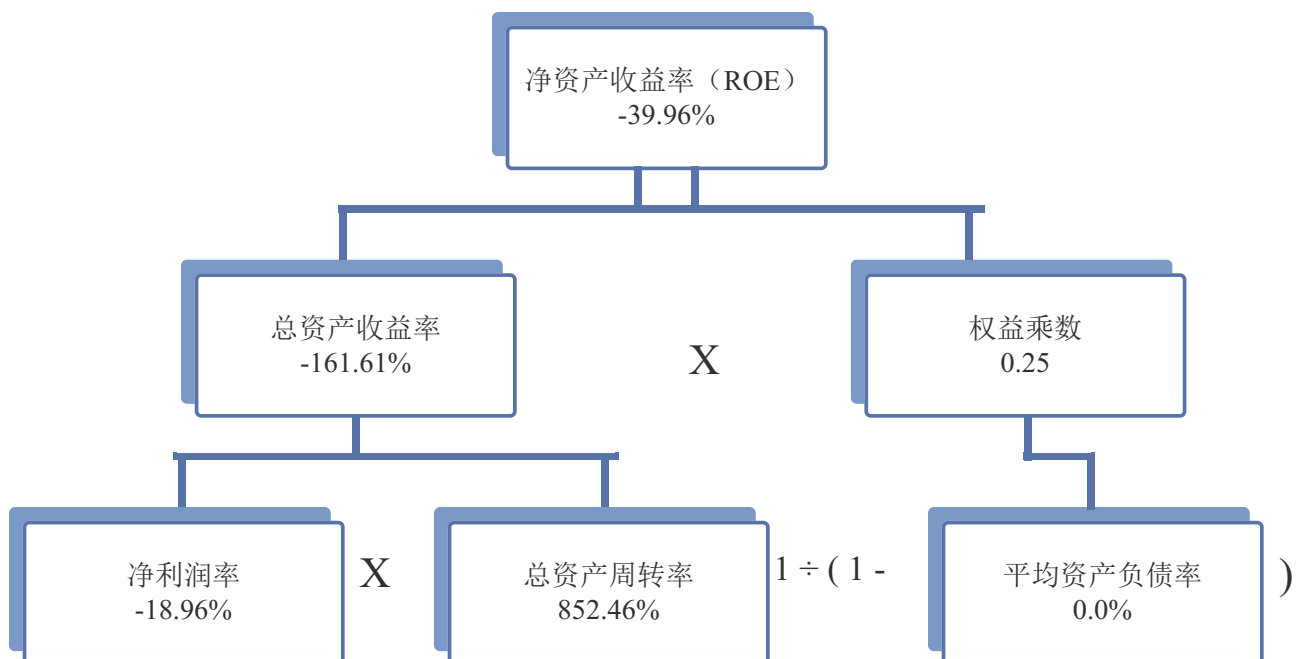 净资产收益率（ROE）
-39.96%
总资产收益率
-161.61%
X
权益乘数
0.25
净利润率
-18.96%
X
总资产周转率
852.46%
1 ÷ ( 1 -
平均资产负债率
0.0%
)